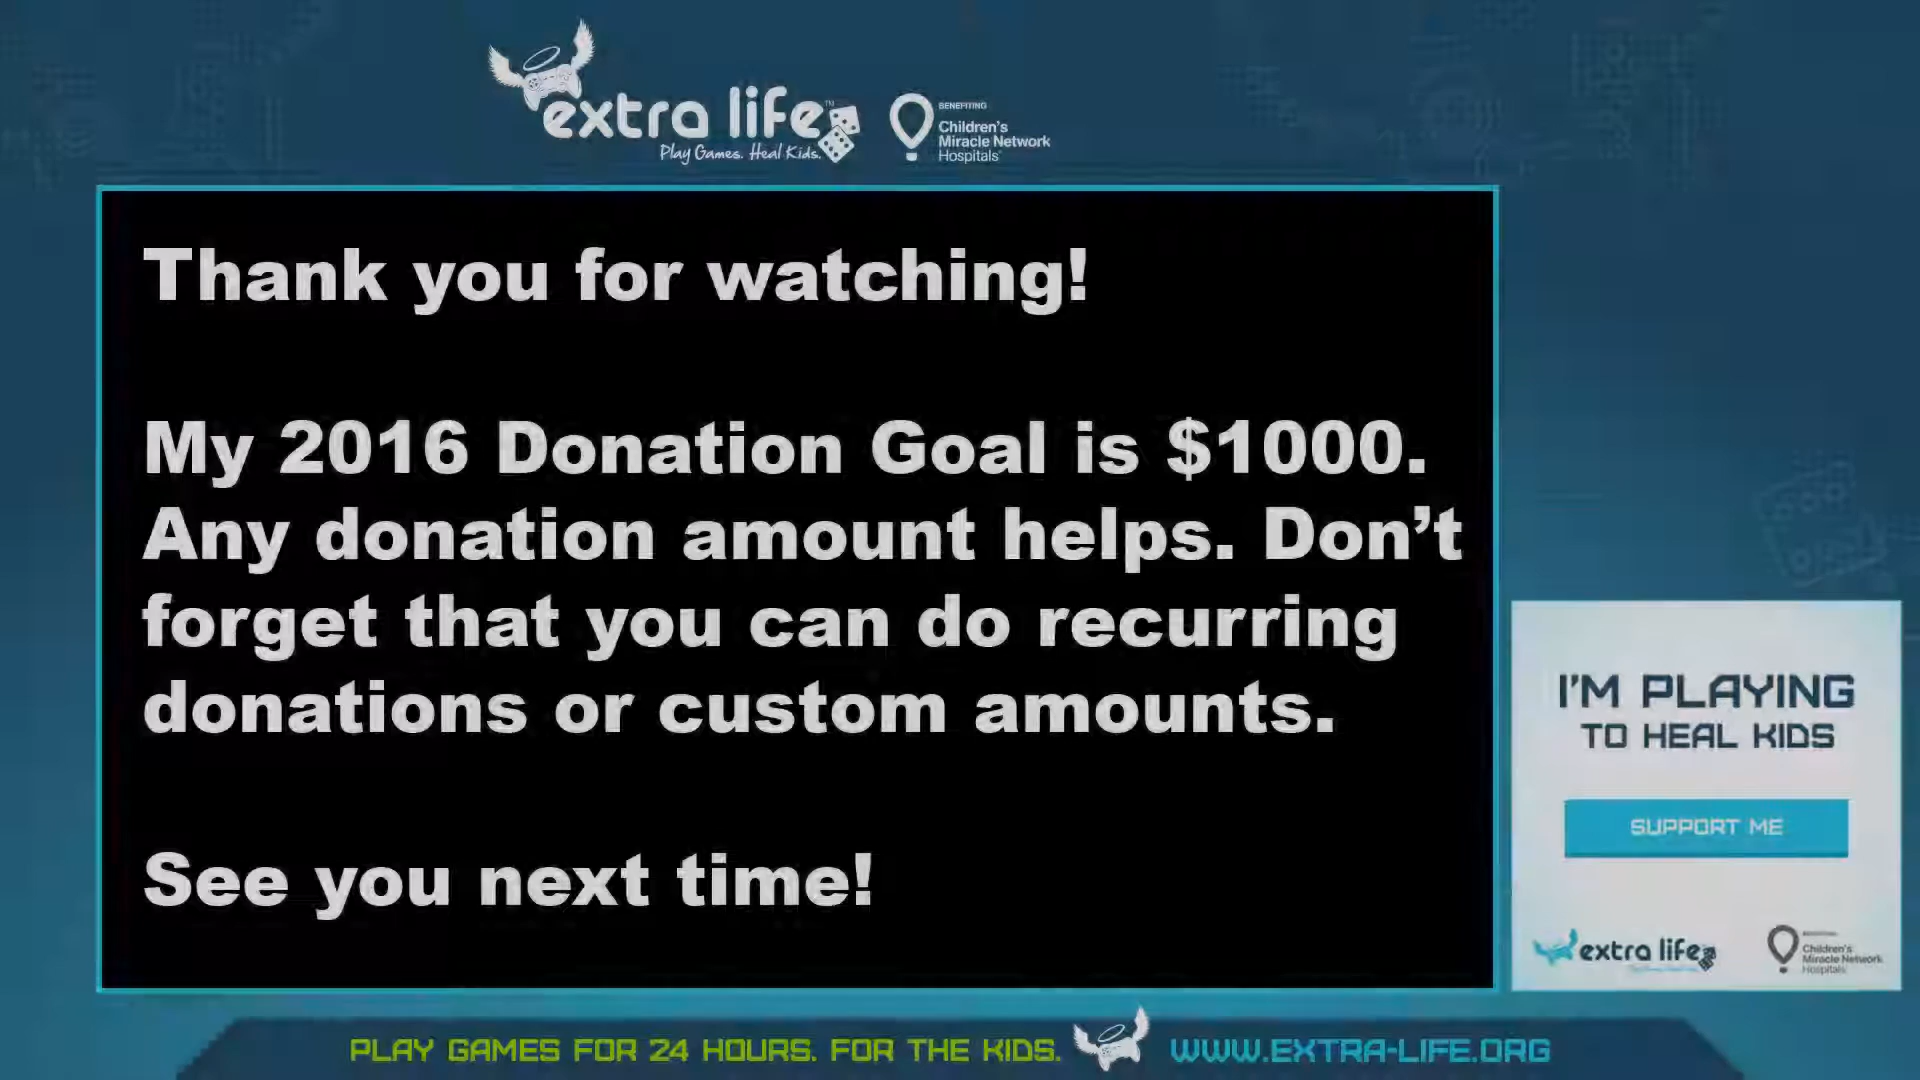 extra life™
Play Games. Heal Kids.
BENEFITING
Children's
Miracle Network
Hospitals
Thank you for watching!
My 2016 Donation Goal is $1000.
Any donation amount helps. Don’t
forget that you can do recurring
donations or custom amounts.
See you next time!
I'M PLAYING
TO HEAL KIDS
SUPPORT ME
extra life
Children's
Miracle Network
Hospitals
PLAY GAMES FOR 24 HOURS. FOR THE KIDS.
WWW.EXTRA-LIFE.ORG